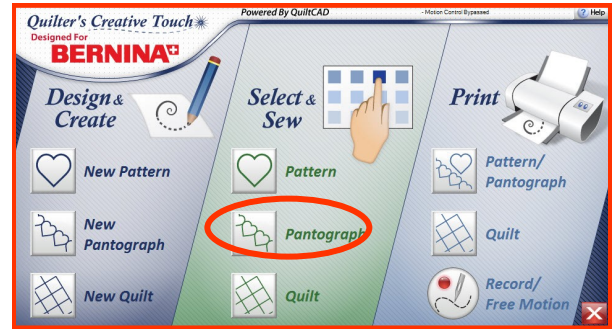 Quilter's Creative Touch
Powered By QuiltCAD
- Motion Control Bypassed
? Help
Designed For
BERNINA
Design &
Create
Select &
Sew
Print
New Pattern
Pattern
Pattern/
Pantograph
New
Pantograph
Pantograph
Quilt
New Quilt
Quilt
Record/
Free Motion